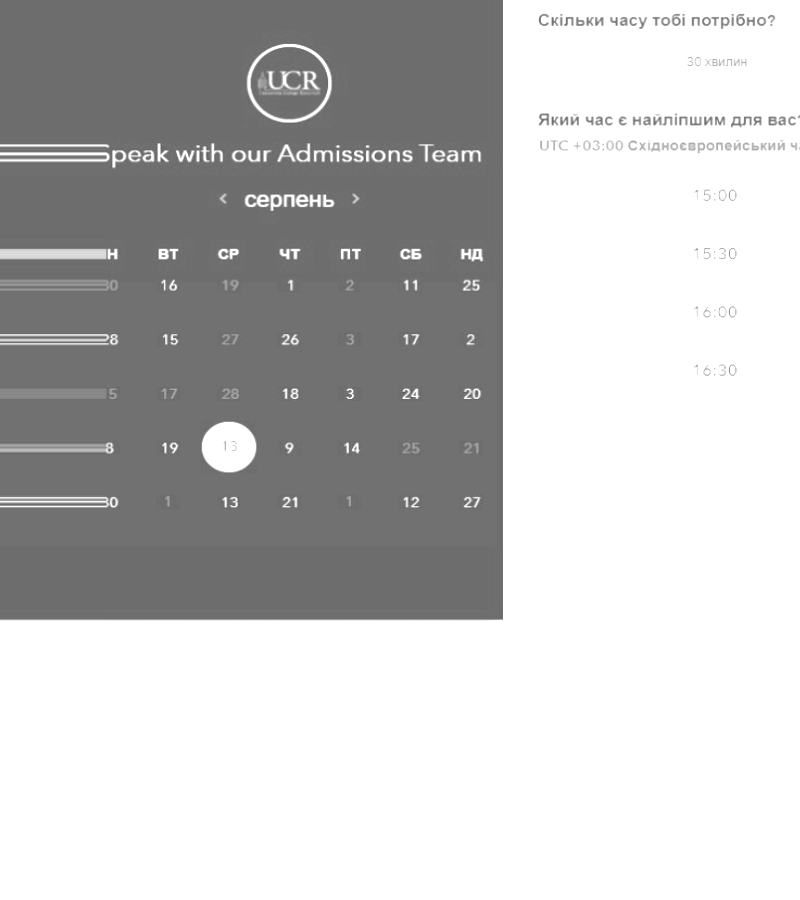 UCR
peak with our Admissions Team
< серпень >
Н ВТ СР ЧТ ПТ СБ НД
30 16 19 1 2 11 25
28 15 27 26 3 17 2
5 17 28 18 3 24 20
8 19 13 9 14 25 21
30 1 13 21 1 12 27
Скільки часу тобі потрібно?
30 хвилин
Який час є найліпшим для вас?
UTC +03:00 Східноєвропейський
15:00
15:30
16:00
16:30